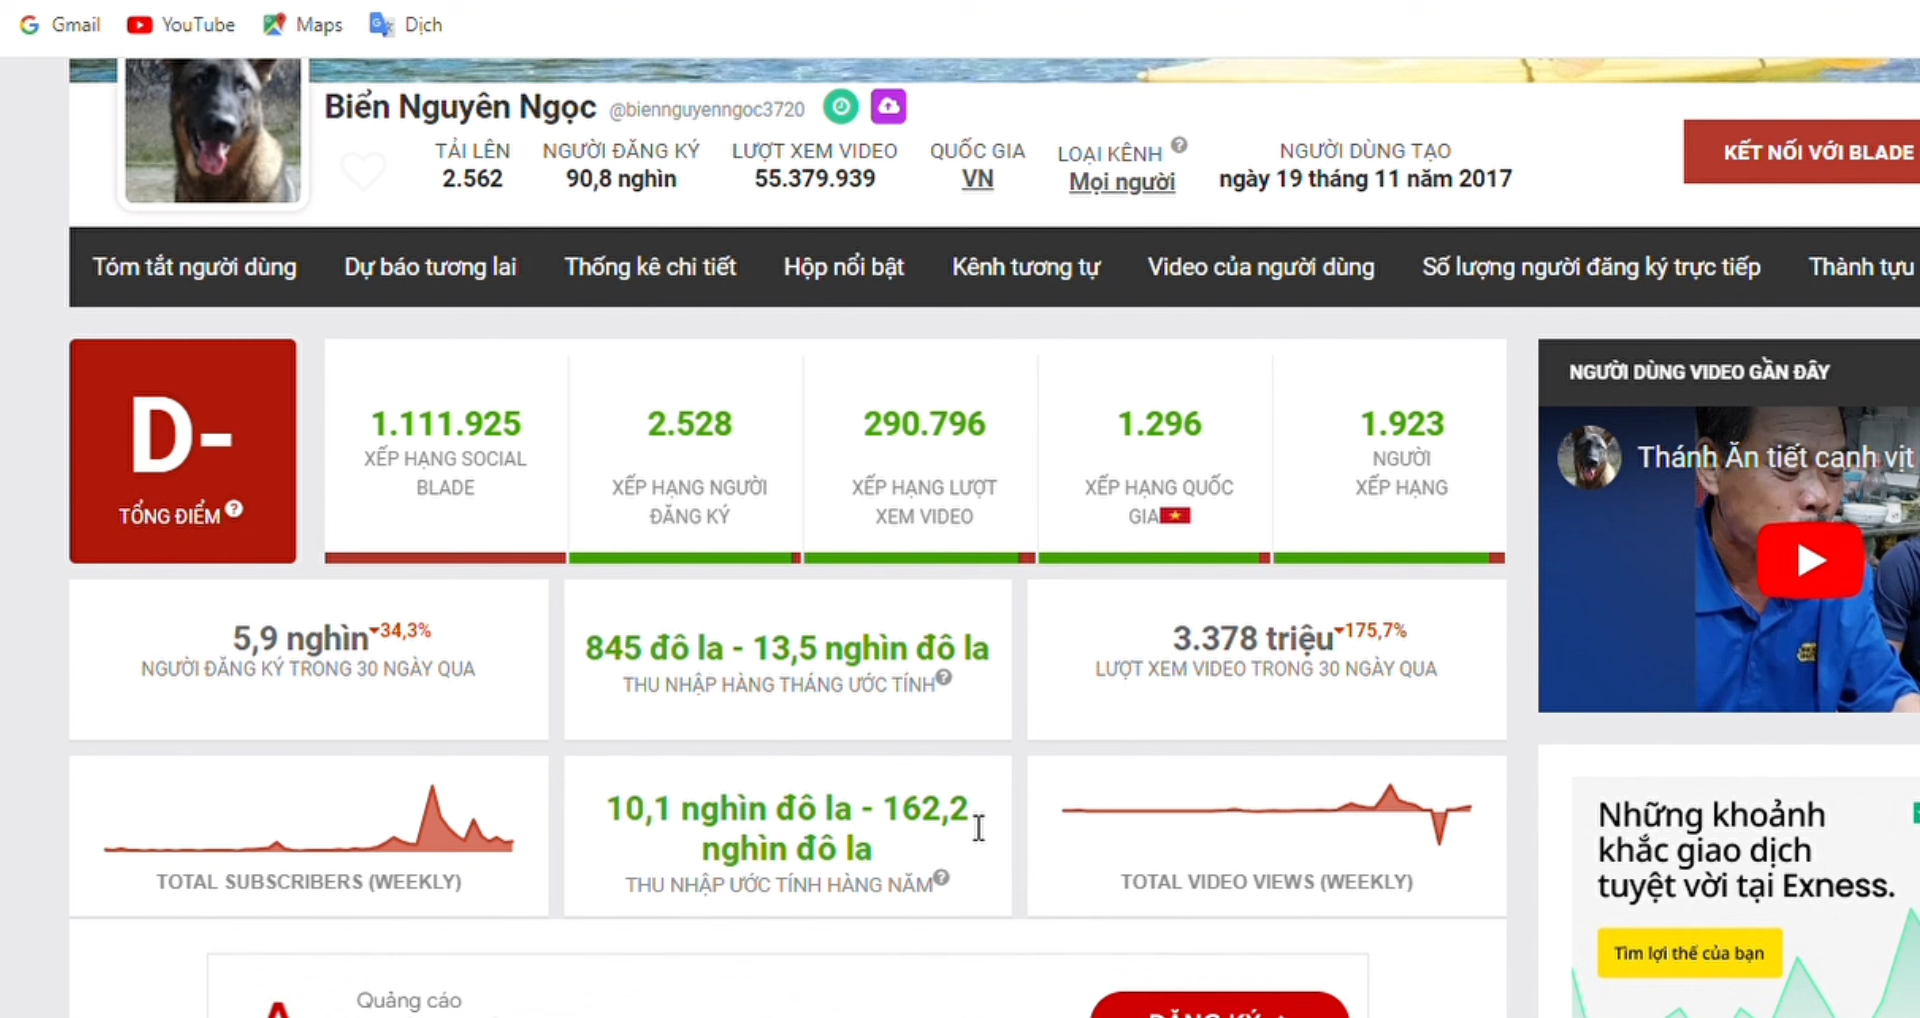 Gmail YouTube Maps Dịch
Biển Nguyên Ngọc @biennguyenngoc3720
TẢI LÊN NGƯỜI ĐĂNG KÝ LƯỢT XEM VIDEO QUỐC GIA LOẠI KÊNH NGƯỜI DÙNG TẠO
2.562 90,8 nghìn 55.379.939 VN Mọi người ngày 19 tháng 11 năm 2017
KẾT NỐI VỚI BLADE
Tóm tắt người dùng Dự báo tương lai Thống kê chi tiết Hộp nổi bật Kênh tương tự Video của người dùng Số lượng người đăng ký trực tiếp Thành tựu
D-
TỔNG ĐIỂM
1.111.925
XẾP HẠNG SOCIAL
BLADE
2.528
XẾP HẠNG NGƯỜI
ĐĂNG KÝ
290.796
XẾP HẠNG LƯỢT
XEM VIDEO
1.296
XẾP HẠNG QUỐC
GIA
1.923
NGƯỜI
XẾP HẠNG
NGƯỜI DÙNG VIDEO GẦN ĐÂY
Thánh Ăn tiết canh vịt
5,9 nghìn 34,3%
NGƯỜI ĐĂNG KÝ TRONG 30 NGÀY QUA
845 đô la - 13,5 nghìn đô la
THU NHẬP HÀNG THÁNG ƯỚC TÍNH
3.378 triệu 175,7%
LƯỢT XEM VIDEO TRONG 30 NGÀY QUA
TOTAL SUBSCRIBERS (WEEKLY)
10,1 nghìn đô la - 162,2
nghìn đô la
THU NHẬP ƯỚC TÍNH HÀNG NĂM
TOTAL VIDEO VIEWS (WEEKLY)
Những khoảnh
khắc giao dịch
tuyệt vời tại Exness.
Tìm lợi thế của bạn
Quảng cáo
ĐĂNG KÝ